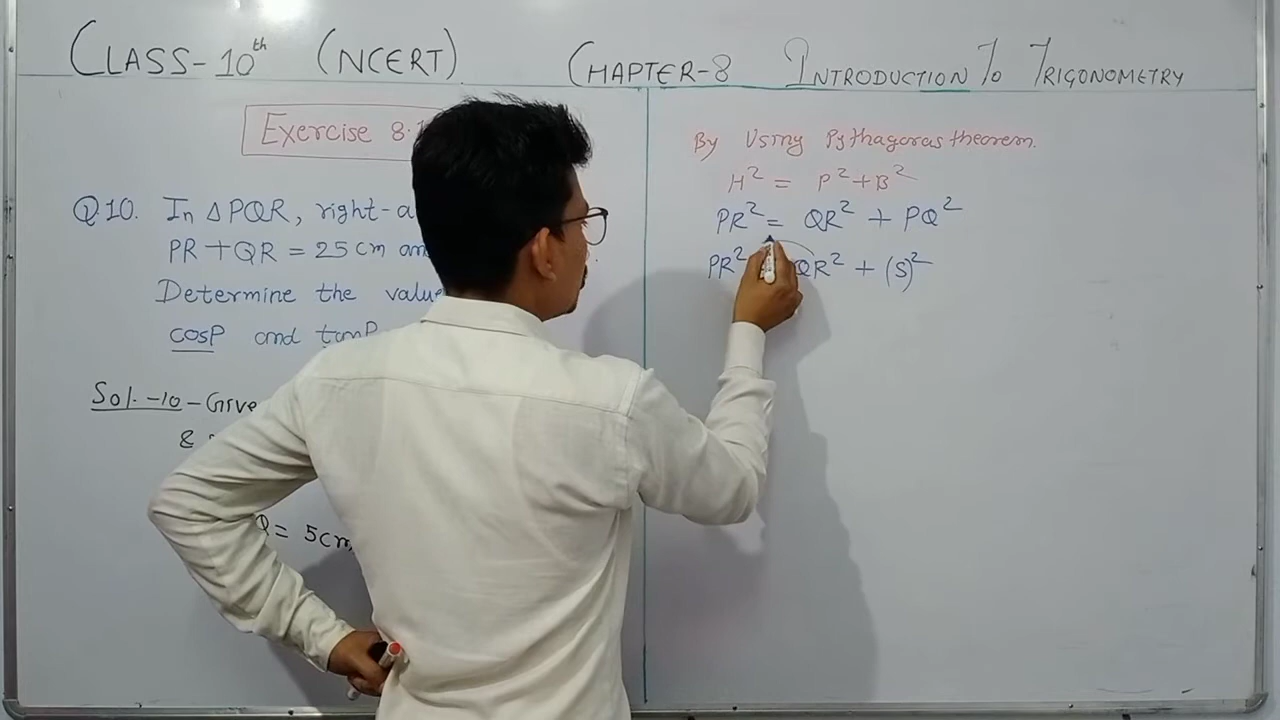 CLASS-10th (NCERT). CHAPTER-8 INTRODUCTION To TRIGONOMETRY
Exercise 8.1
Q10. In ΔPQR, right-a
PR + QR = 25 cm an
Determine the value
cosP and tanP
Sol.-10 - Give
&
Q = 5cm
By Using Pythagoras theorem.
H² = P² + B²
PR² = QR² + PQ²
PR² QR² + (5)²